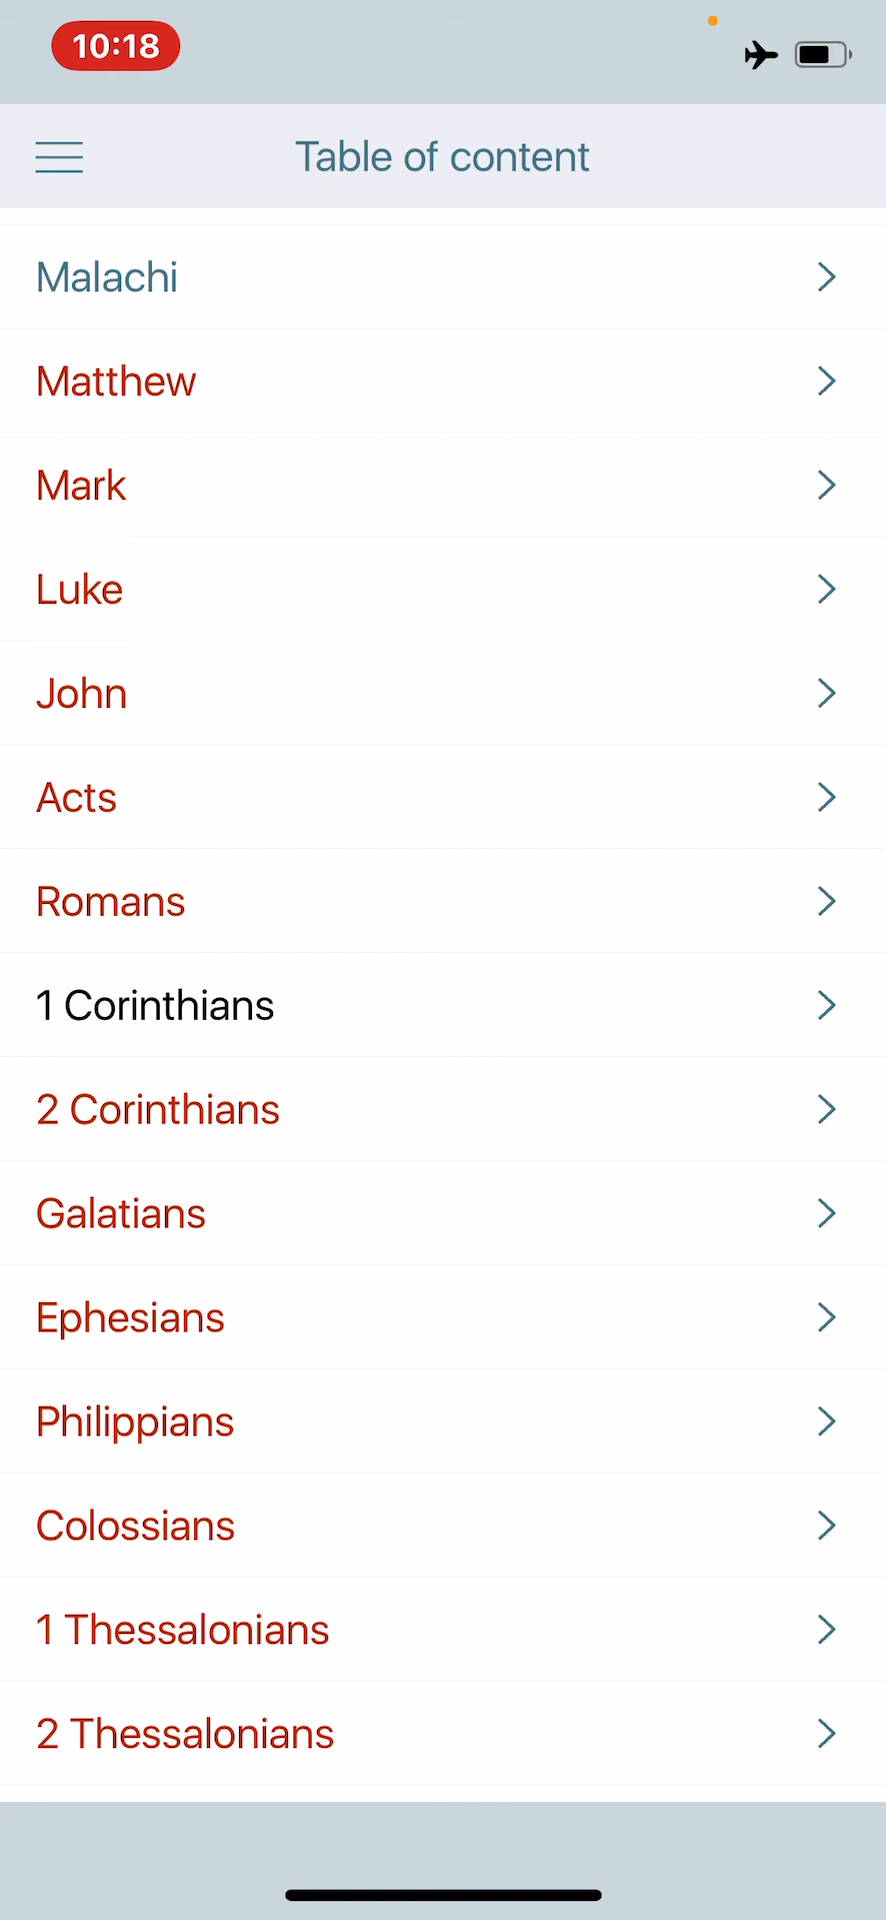 10:18
Table of content
Malachi
Matthew
Mark
Luke
John
Acts
Romans
1 Corinthians
2 Corinthians
Galatians
Ephesians
Philippians
Colossians
1 Thessalonians
2 Thessalonians